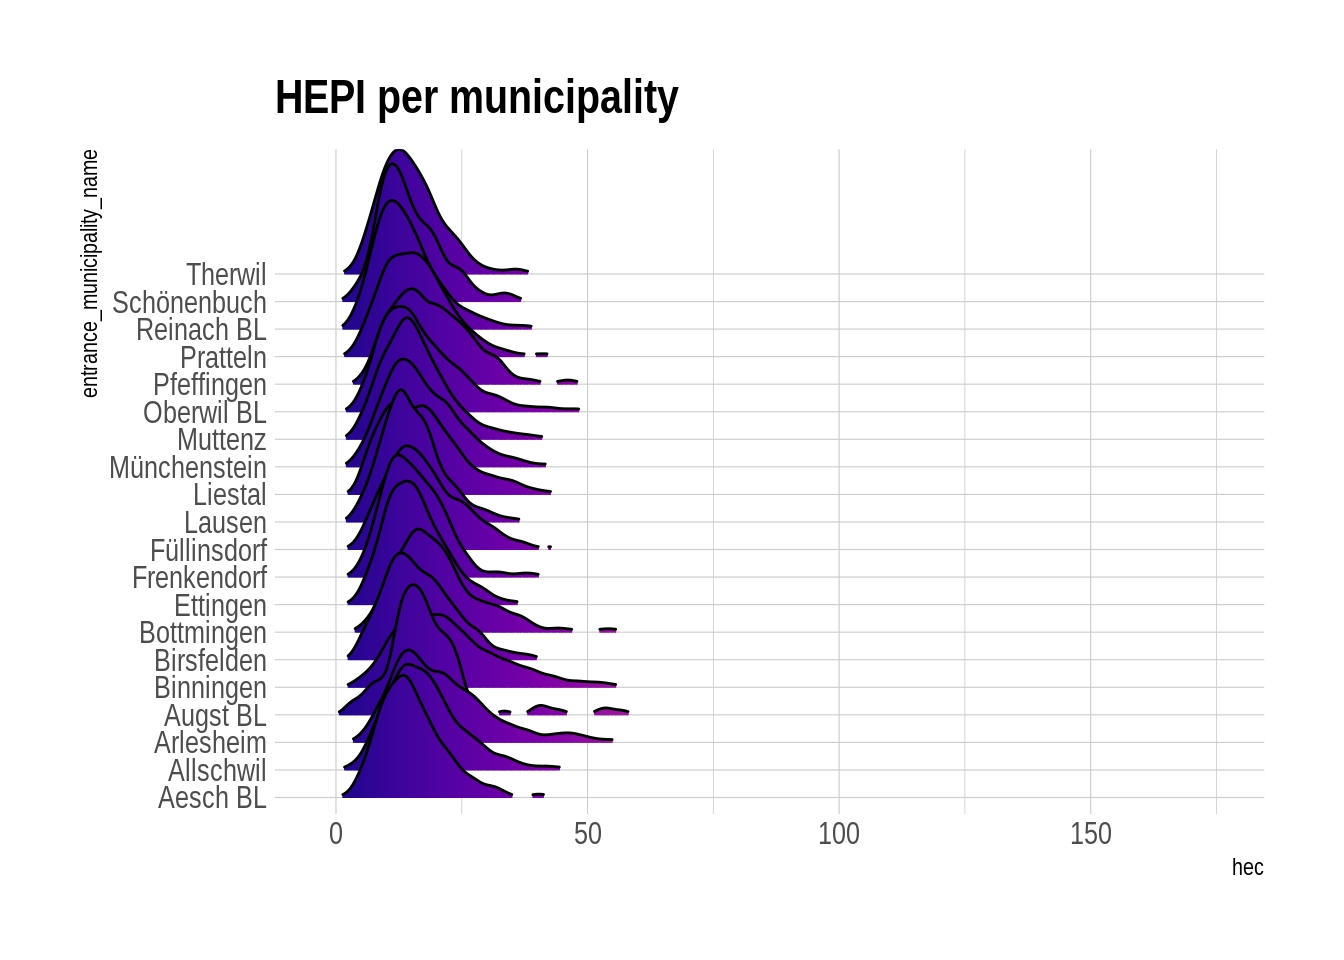 HEPI per municipality
entrance_municipality_name
Therwil
Schönenbuch
Reinach BL
Pratteln
Pfeffingen
Oberwil BL
Muttenz
Münchenstein
Liestal
Lausen
Füllinsdorf
Frenkendorf
Ettingen
Bottmingen
Birsfelden
Binningen
Augst BL
Arlesheim
Allschwil
Aesch BL
0 50 100 150
hec